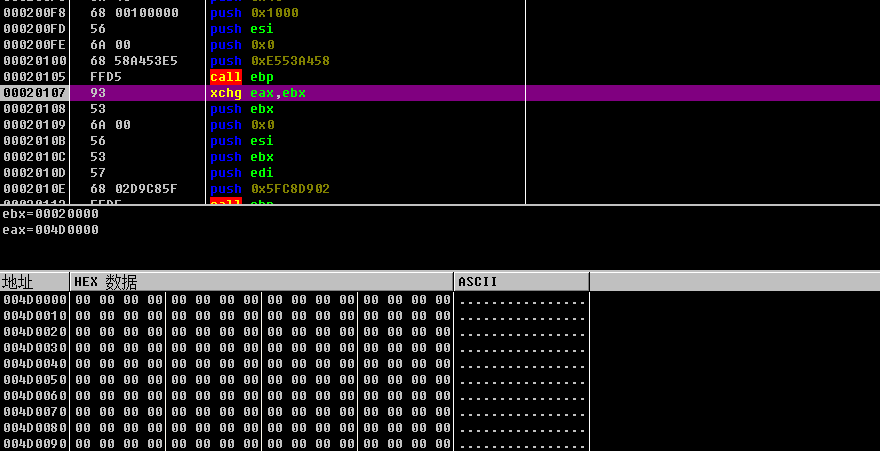 000200F8 68 00100000 push 0x1000
000200FD 56 push esi
000200FE 6A 00 push 0x0
00020100 68 58A453E5 push 0xE553A458
00020105 FFD5 call ebp
00020107 93 xchg eax,ebx
00020108 53 push ebx
00020109 6A 00 push 0x0
0002010B 56 push esi
0002010C 53 push ebx
0002010D 57 push edi
0002010E 68 02D9C85F push 0x5FC8D902
ebx=00020000
eax=004D0000
地址 HEX 数据 ASCII
004D0000 00 00 00 00 00 00 00 00 00 00 00 00 00 00 00 00 ................
004D0010 00 00 00 00 00 00 00 00 00 00 00 00 00 00 00 00 ................
004D0020 00 00 00 00 00 00 00 00 00 00 00 00 00 00 00 00 ................
004D0030 00 00 00 00 00 00 00 00 00 00 00 00 00 00 00 00 ................
004D0040 00 00 00 00 00 00 00 00 00 00 00 00 00 00 00 00 ................
004D0050 00 00 00 00 00 00 00 00 00 00 00 00 00 00 00 00 ................
004D0060 00 00 00 00 00 00 00 00 00 00 00 00 00 00 00 00 ................
004D0070 00 00 00 00 00 00 00 00 00 00 00 00 00 00 00 00 ................
004D0080 00 00 00 00 00 00 00 00 00 00 00 00 00 00 00 00 ................
004D0090 00 00 00 00 00 00 00 00 00 00 00 00 00 00 00 00 ................